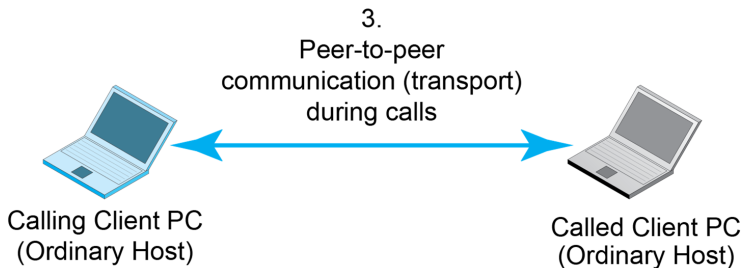 3.
Peer-to-peer
communication (transport)
during calls
Calling Client PC
(Ordinary Host)
Called Client PC
(Ordinary Host)